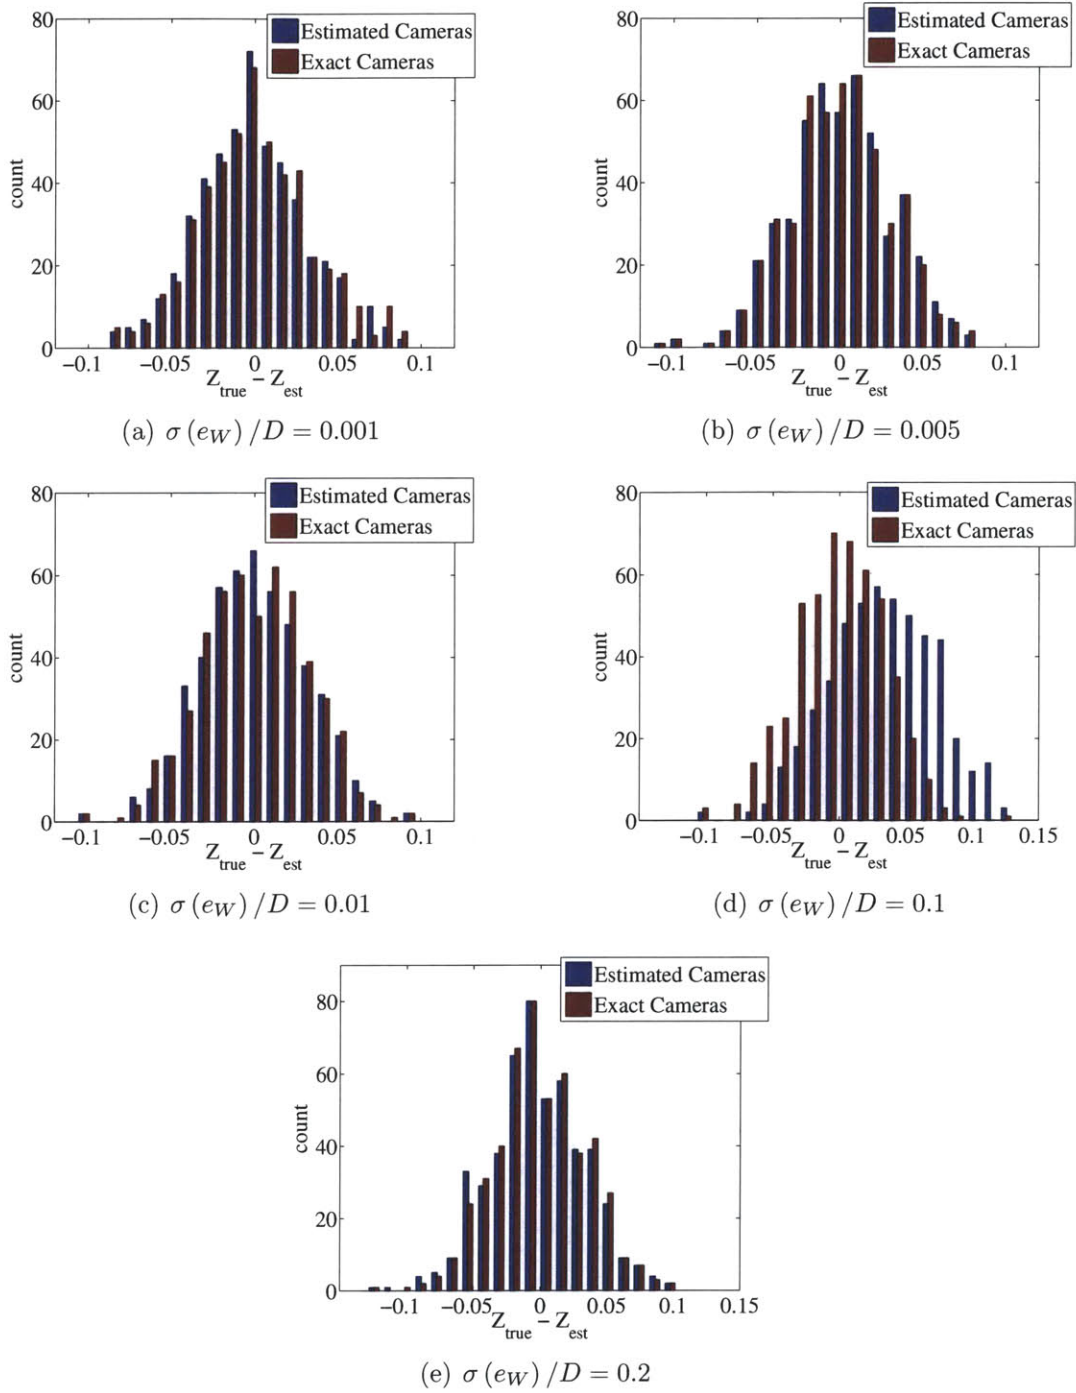 80
60
40
20
0
count
Estimated Cameras
Exact Cameras
−0.1 −0.05 0 0.05 0.1
Z_true − Z_est
(a) σ (e_W) /D = 0.001
80
60
40
20
0
count
Estimated Cameras
Exact Cameras
−0.1 −0.05 0 0.05 0.1
Z_true − Z_est
(b) σ (e_W) /D = 0.005
80
60
40
20
0
count
Estimated Cameras
Exact Cameras
−0.1 −0.05 0 0.05 0.1
Z_true − Z_est
(c) σ (e_W) /D = 0.01
80
60
40
20
0
count
Estimated Cameras
Exact Cameras
−0.1 −0.05 0 0.05 0.1 0.15
Z_true − Z_est
(d) σ (e_W) /D = 0.1
80
60
40
20
0
count
Estimated Cameras
Exact Cameras
−0.1 −0.05 0 0.05 0.1 0.15
Z_true − Z_est
(e) σ (e_W) /D = 0.2